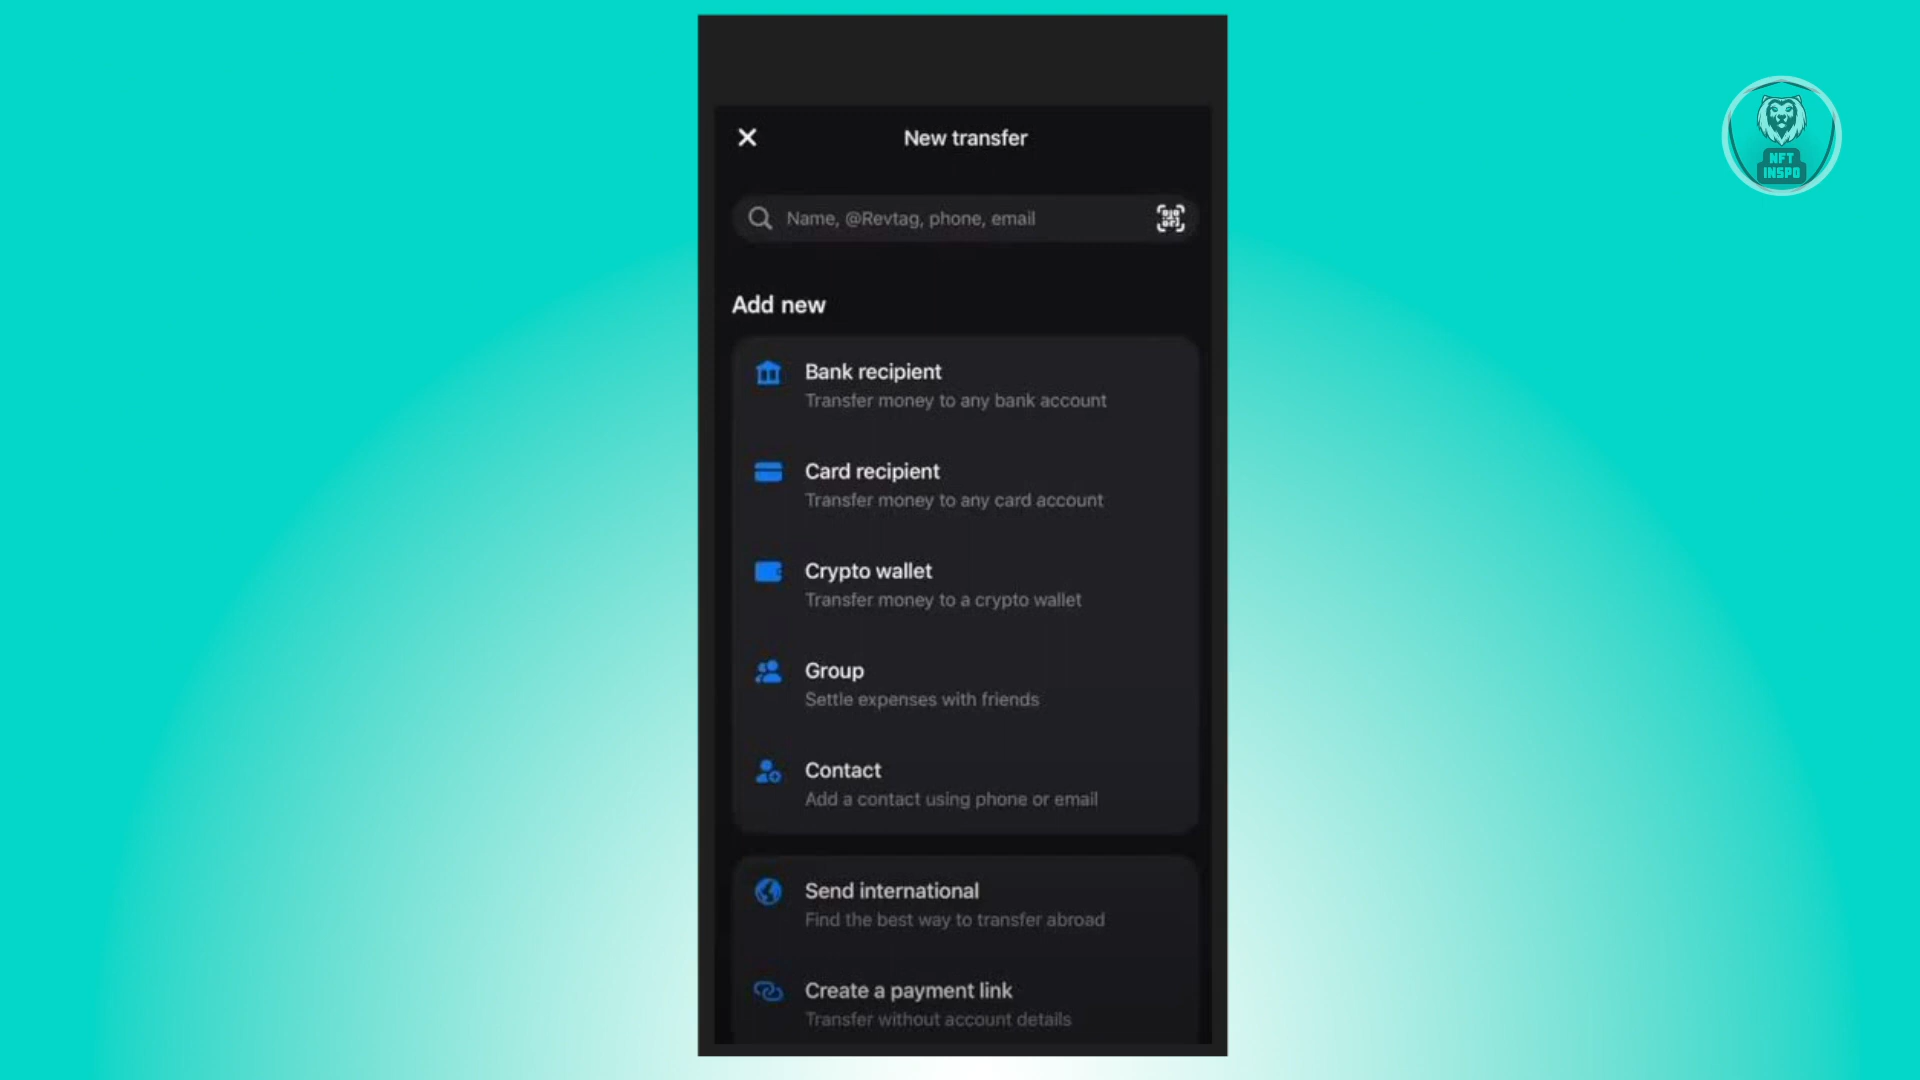 New transfer
Name, @Revtag, phone, email
Add new
Bank recipient
Transfer money to any bank account
Card recipient
Transfer money to any card account
Crypto wallet
Transfer money to a crypto wallet
Group
Settle expenses with friends
Contact
Add a contact using phone or email
Send international
Find the best way to transfer abroad
Create a payment link
Transfer without account details
NFT
INSPO